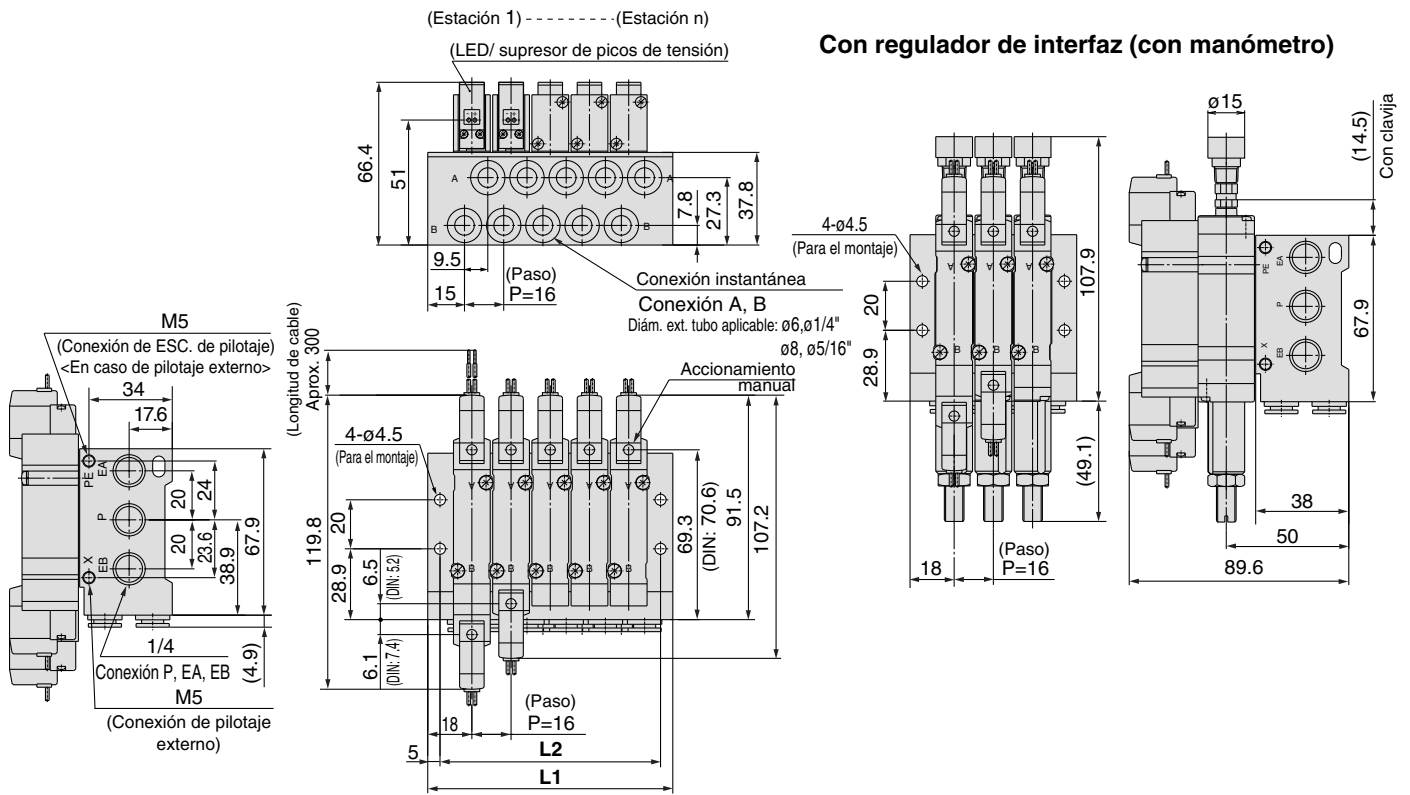 (Estación 1) - - - - - - - - - (Estación n)
(LED/ supresor de picos de tensión)
Con regulador de interfaz (con manómetro)
66.4
51
A
A
B
B
7.8
27.3
37.8
9.5
15
(Paso)
P=16
Conexión instantánea
Conexión A, B
Diám. ext. tubo aplicable: ø6,ø1/4"
ø8, ø5/16"
M5
(Conexión de ESC. de pilotaje)
<En caso de pilotaje externo>
34
17.6
PE
EA
P
X
EB
20
20
24
23.6
38.9
67.9
(4.9)
1/4
Conexión P, EA, EB
M5
(Conexión de pilotaje
externo)
(Longitud de cable)
Aprox. 300
Accionamiento
manual
4-ø4.5
(Para el montaje)
119.8
20
28.9
6.5
(DIN: 5.2)
6.1
(DIN: 7.4)
A A A A A
B B B B B
69.3
(DIN: 70.6)
91.5
107.2
18
(Paso)
P=16
5
L2
L1
4-ø4.5
(Para el montaje)
20
28.9
A A A
B B B
107.9
(49.1)
18
(Paso)
P=16
ø15
(14.5)
Con clavija
PE
EA
P
X
EB
67.9
38
50
89.6